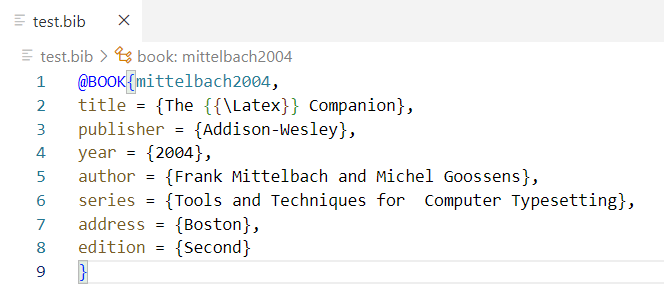 test.bib ×
test.bib > book: mittelbach2004
1 @BOOK{mittelbach2004,
2 title = {The {{\Latex}} Companion},
3 publisher = {Addison-Wesley},
4 year = {2004},
5 author = {Frank Mittelbach and Michel Goossens},
6 series = {Tools and Techniques for  Computer Typesetting},
7 address = {Boston},
8 edition = {Second}
9 }